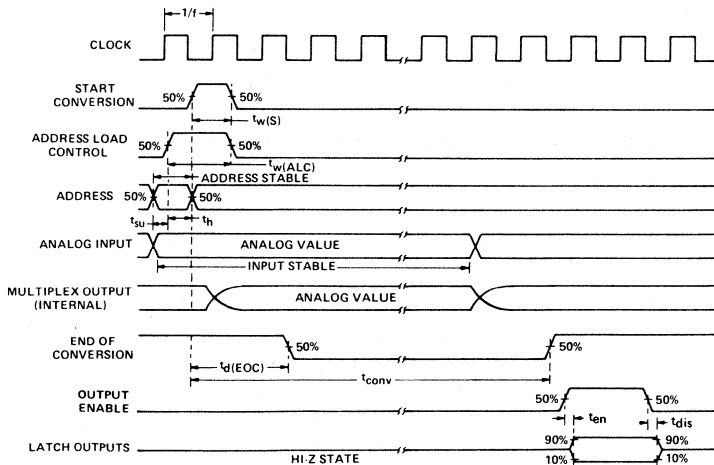 1/f
CLOCK
START
CONVERSION
50%
50%
tw(S)
ADDRESS LOAD
CONTROL
50%
50%
tw(ALC)
ADDRESS STABLE
ADDRESS
50%
50%
tsu
th
ANALOG INPUT
ANALOG VALUE
INPUT STABLE
MULTIPLEX OUTPUT
(INTERNAL)
ANALOG VALUE
END OF
CONVERSION
50%
50%
td(EOC)
tconv
OUTPUT
ENABLE
50%
50%
ten
tdis
LATCH OUTPUTS
HI-Z STATE
90%
90%
10%
10%